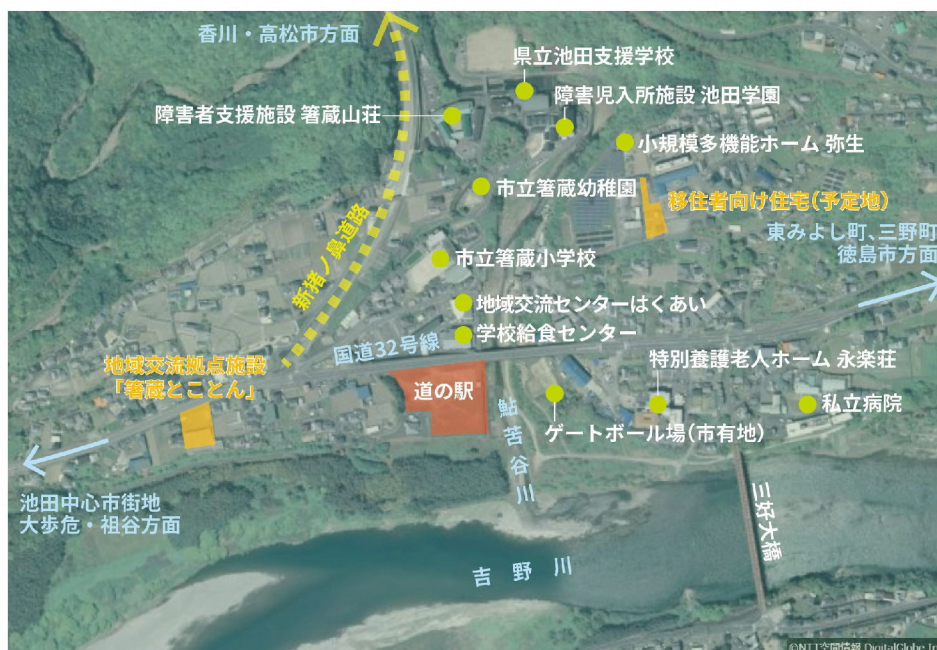 香川・高松市方面
県立池田支援学校
障害児入所施設 池田学園
障害者支援施設 箸蔵山荘
小規模多機能ホーム 弥生
市立箸蔵幼稚園
移住者向け住宅（予定地）
東みよし町、三野町
徳島市方面
新猪ノ鼻道路
市立箸蔵小学校
地域交流センターはくあい
学校給食センター
国道32号線
地域交流拠点施設
「箸蔵とことん」
特別養護老人ホーム 永楽荘
道の駅
私立病院
鮎苦谷川
ゲートボール場（市有地）
池田中心市街地
大歩危・祖谷方面
三好大橋
吉野川
©NTT空間情報 DigitalGlobe